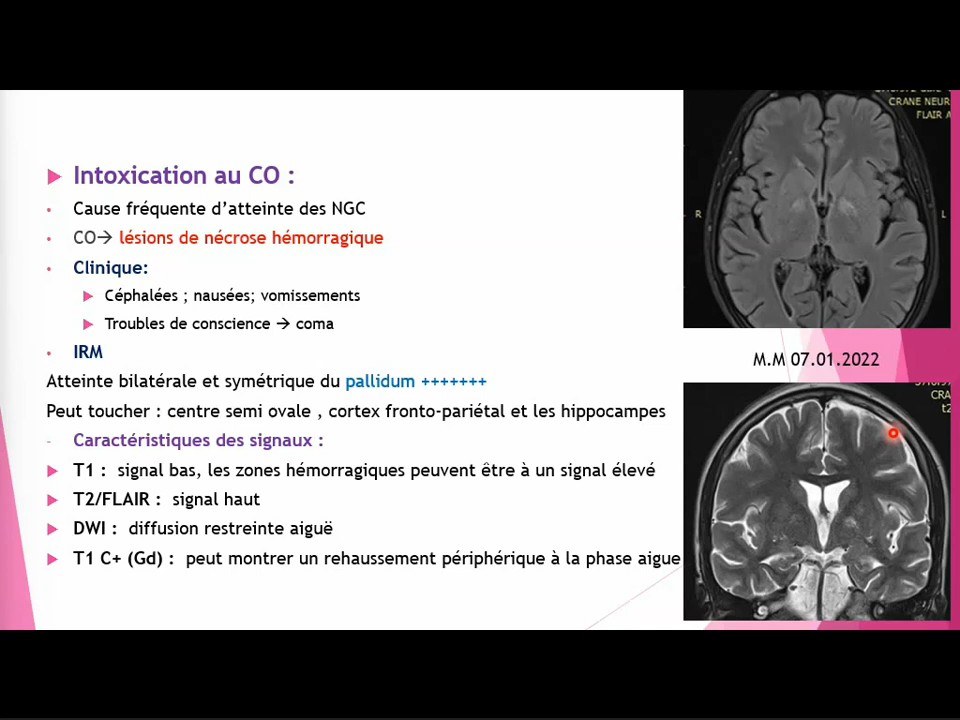 Intoxication au CO :
Cause fréquente d’atteinte des NGC
CO→ lésions de nécrose hémorragique
Clinique:
Céphalées ; nausées; vomissements
Troubles de conscience → coma
IRM
Atteinte bilatérale et symétrique du pallidum +++++++
Peut toucher : centre semi ovale , cortex fronto-pariétal et les hippocampes
- Caractéristiques des signaux :
T1 : signal bas, les zones hémorragiques peuvent être à un signal élevé
T2/FLAIR : signal haut
DWI : diffusion restreinte aiguë
T1 C+ (Gd) : peut montrer un rehaussement périphérique à la phase aigue
CRANE NEUR
FLAIR A
R
L
M.M 07.01.2022
CRA
t2